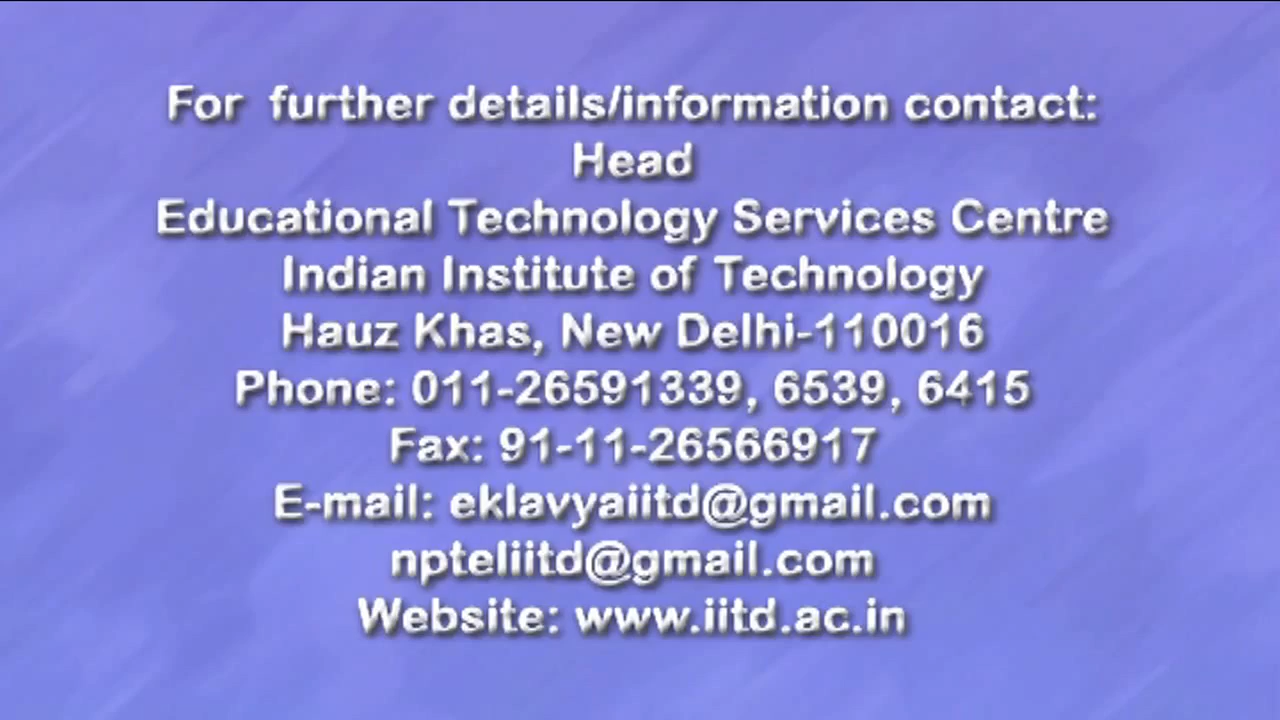 For further details/information contact:
Head
Educational Technology Services Centre
Indian Institute of Technology
Hauz Khas, New Delhi-110016
Phone: 011-26591339, 6539, 6415
Fax: 91-11-26566917
E-mail: eklavyaiitd@gmail.com
npteliitd@gmail.com
Website: www.iitd.ac.in